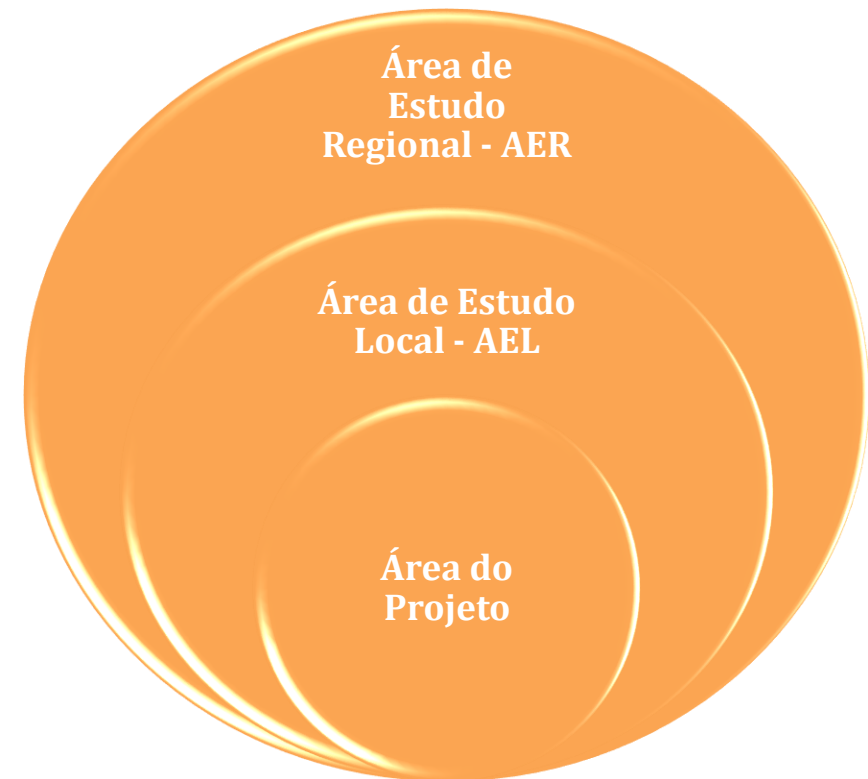 Área de
Estudo
Regional - AER
Área de Estudo
Local - AEL
Área do
Projeto